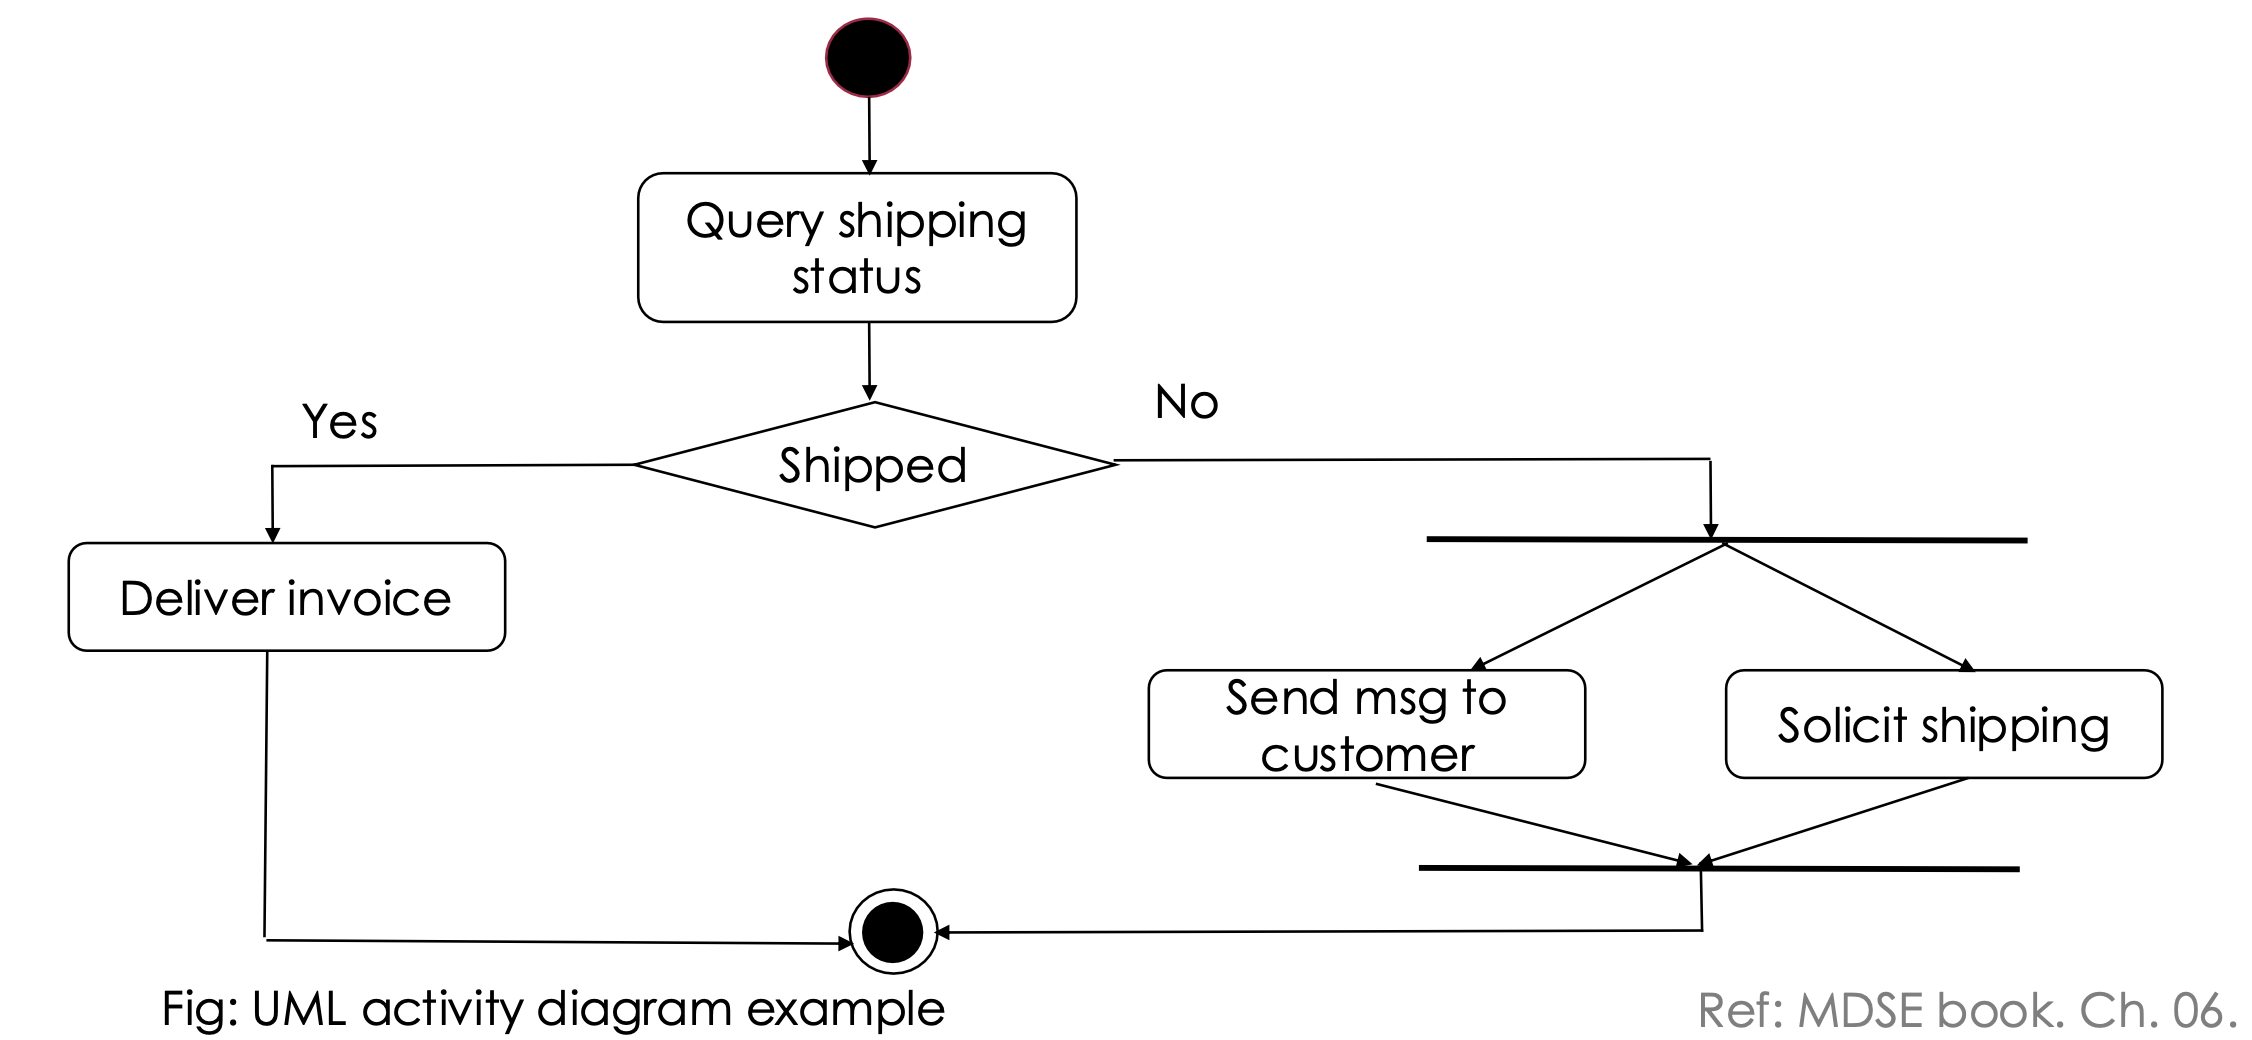 Query shipping
status
Yes
No
Shipped
Deliver invoice
Send msg to
customer
Solicit shipping
Fig: UML activity diagram example
Ref: MDSE book. Ch. 06.